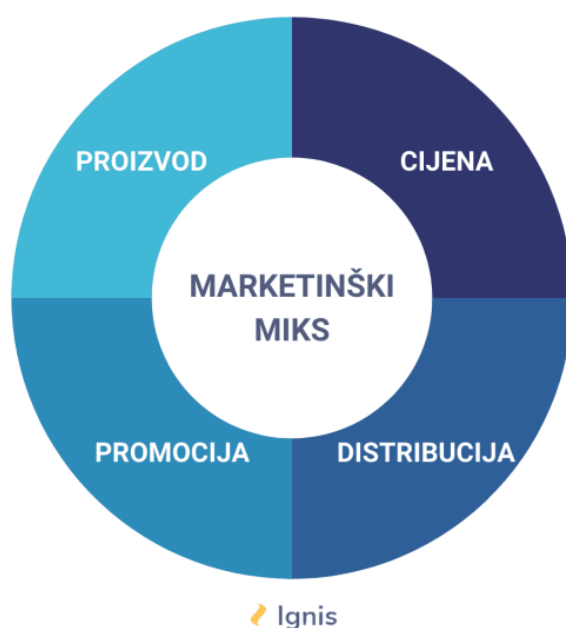 PROIZVOD
CIJENA
MARKETINŠKI
MIKS
PROMOCIJA
DISTRIBUCIJA
Ignis